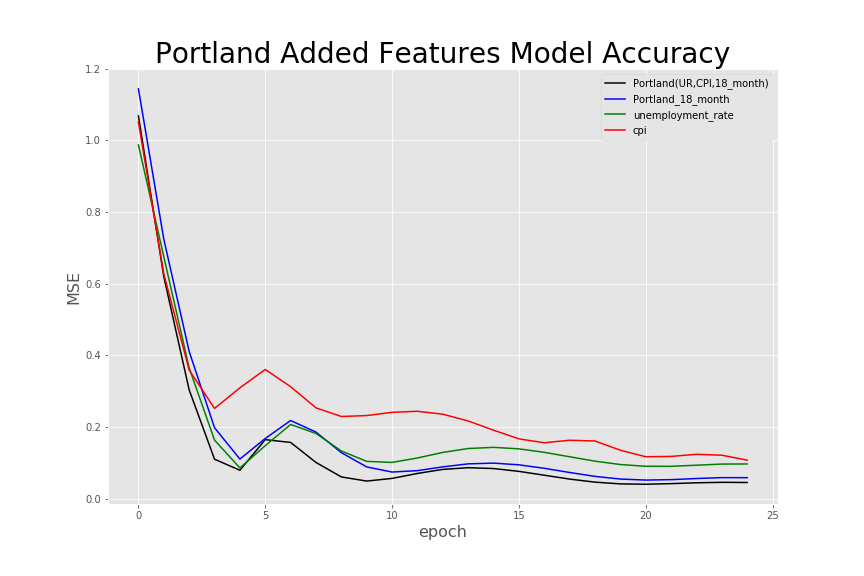 Portland Added Features Model Accuracy
Portland(UR,CPI,18_month)
Portland_18_month
unemployment_rate
cpi
1.2
1.0
0.8
0.6
0.4
0.2
0.0
MSE
0 5 10 15 20 25
epoch